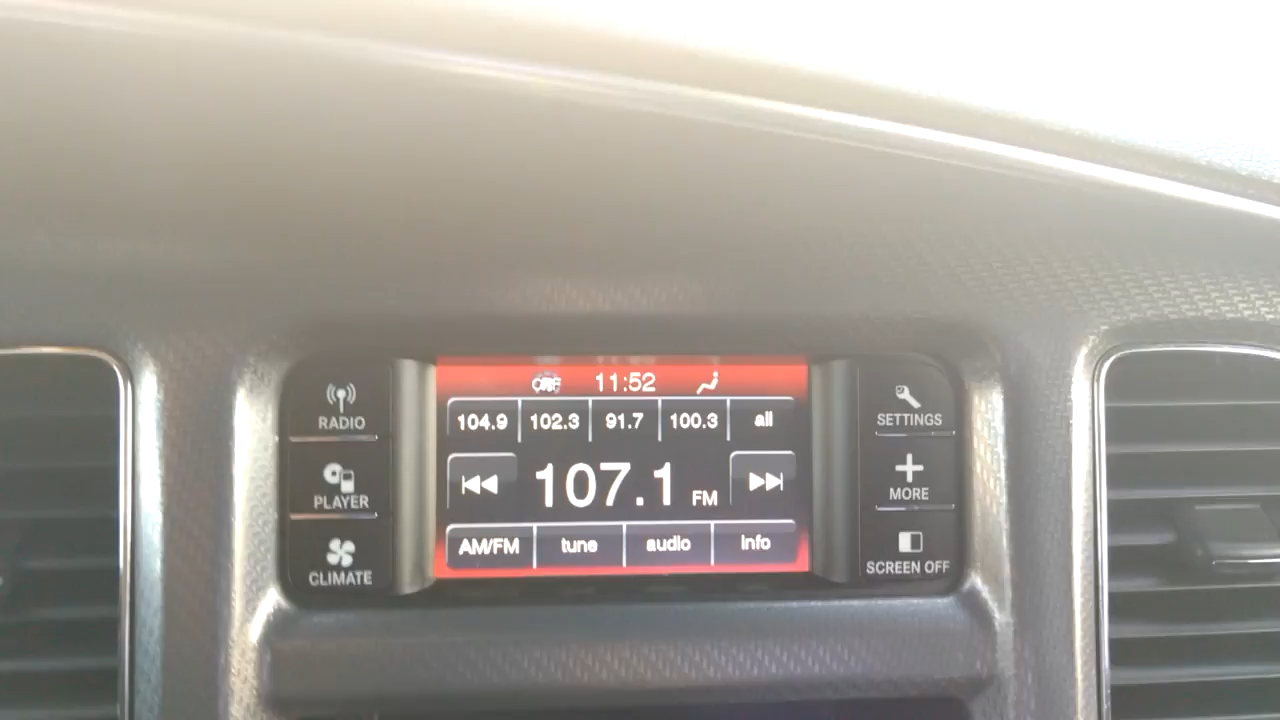 OFF 11:52
RADIO
104.9 102.3 91.7 100.3 all
SETTINGS
107.1 FM
PLAYER
MORE
AM/FM tune audio info
CLIMATE
SCREEN OFF